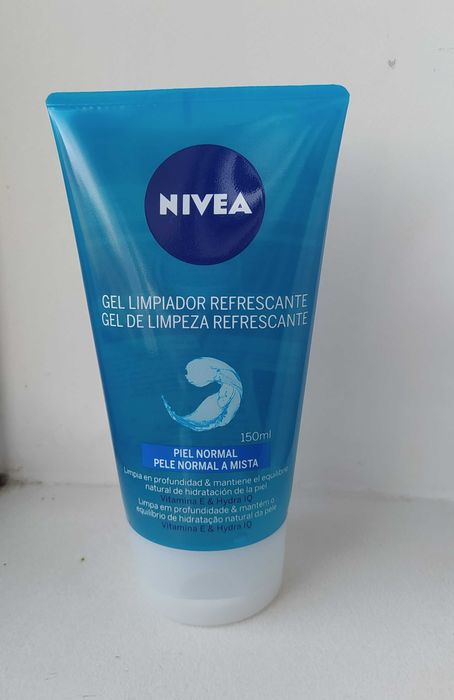 NIVEA
GEL LIMPIADOR REFRESCANTE
GEL DE LIMPEZA REFRESCANTE
150ml
PIEL NORMAL
PELE NORMAL A MISTA
Limpia en profundidad & mantiene el equilibrio
natural de hidratación de la piel
Vitamina E & Hydra IQ
Limpa em profundidade & mantém o
equilíbrio de hidratação natural da pele
Vitamina E & Hydra IQ